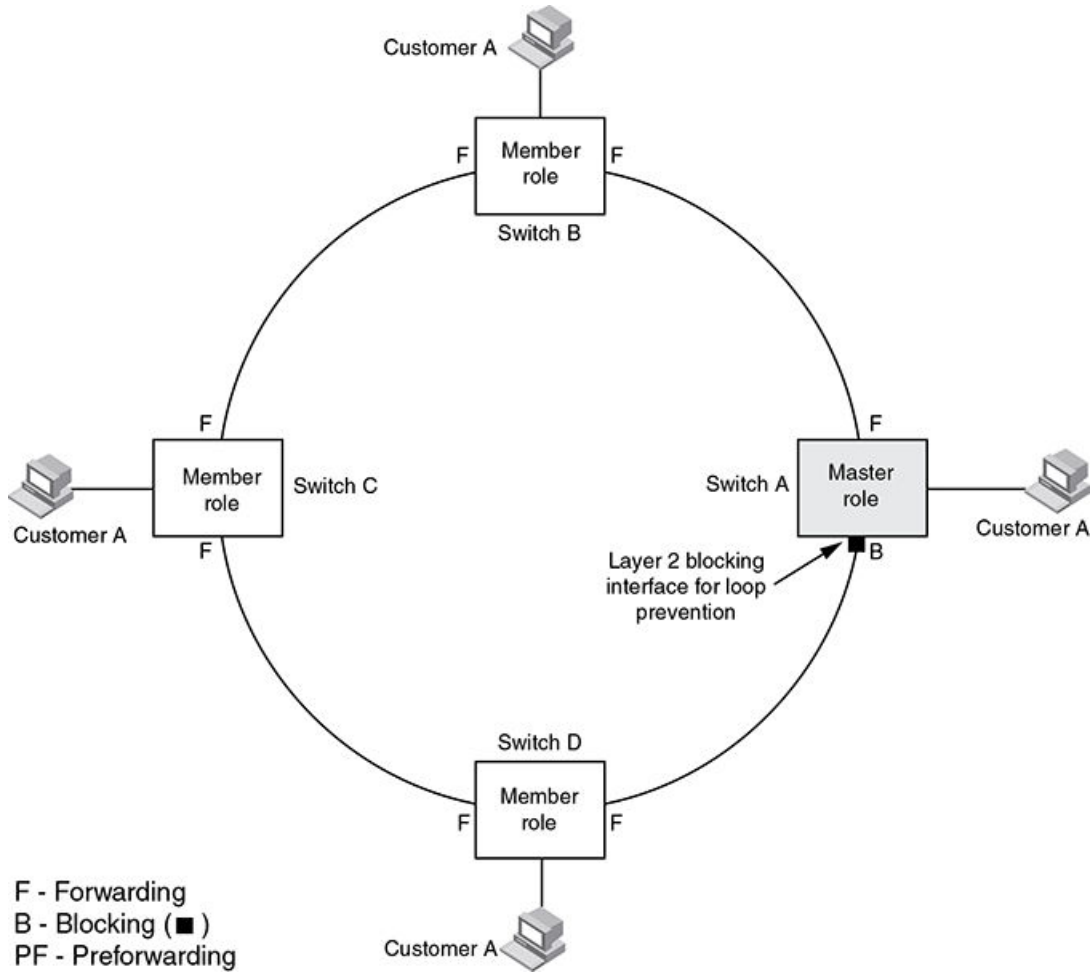 Customer A
F
Member
role
F
Switch B
F
Member
role
F
Switch C
Customer A
Switch A
F
Master
role
B
Customer A
Layer 2 blocking
interface for loop
prevention
Switch D
F
Member
role
F
Customer A
F - Forwarding
B - Blocking (■)
PF - Preforwarding